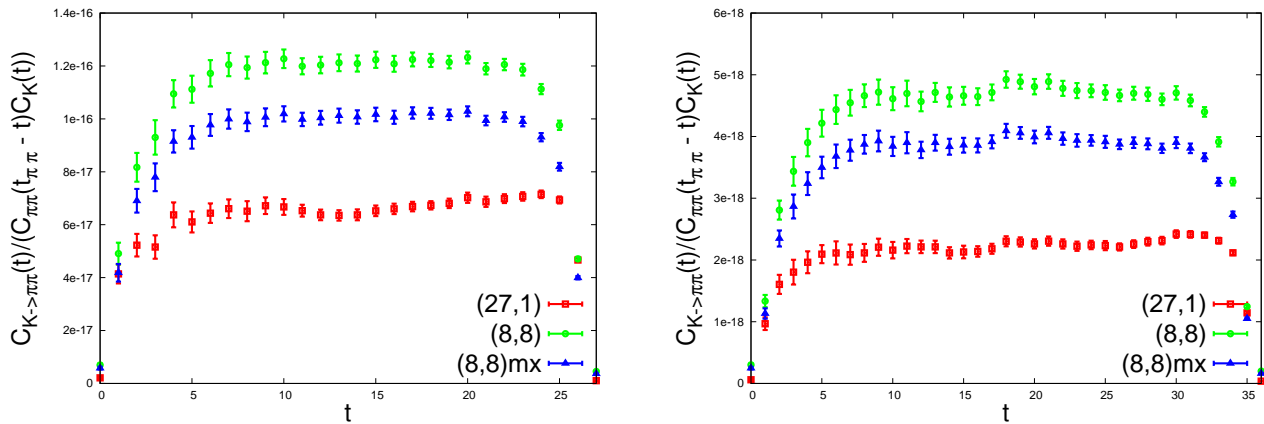 C_{K->ππ}(t)/(C_{ππ}(t_{ππ} - t)C_K(t))
1.4e-16
1.2e-16
1e-16
8e-17
6e-17
4e-17
2e-17
0
0 5 10 15 20 25
t
(27,1)
(8,8)
(8,8)mx
C_{K->ππ}(t)/(C_{ππ}(t_{ππ} - t)C_K(t))
6e-18
5e-18
4e-18
3e-18
2e-18
1e-18
0
0 5 10 15 20 25 30 35
t
(27,1)
(8,8)
(8,8)mx